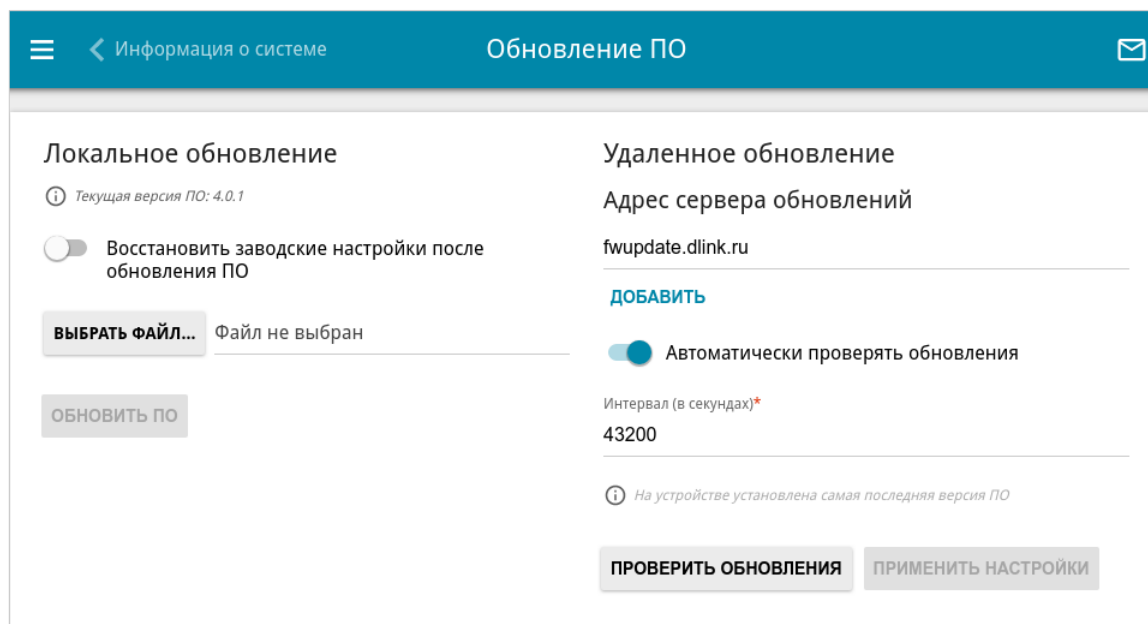 Информация о системе
Обновление ПО
Локальное обновление
Текущая версия ПО: 4.0.1
Восстановить заводские настройки после
обновления ПО
ВЫБРАТЬ ФАЙЛ...
Файл не выбран
ОБНОВИТЬ ПО
Удаленное обновление
Адрес сервера обновлений
fwupdate.dlink.ru
ДОБАВИТЬ
Автоматически проверять обновления
Интервал (в секундах)*
43200
На устройстве установлена самая последняя версия ПО
ПРОВЕРИТЬ ОБНОВЛЕНИЯ
ПРИМЕНИТЬ НАСТРОЙКИ